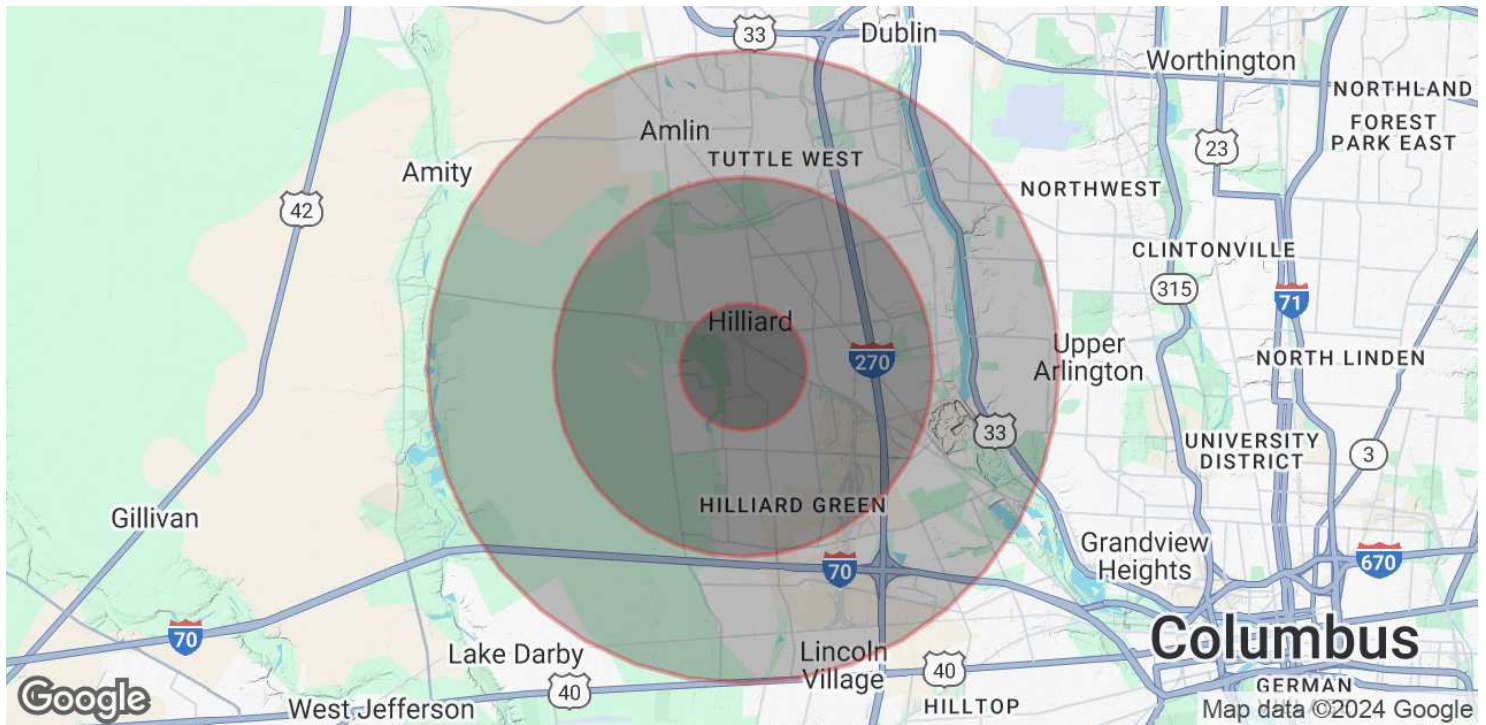 33
Dublin
Worthington
NORTHLAND
FOREST
PARK EAST
Amlin
TUTTLE WEST
23
Amity
NORTHWEST
42
CLINTONVILLE
315
71
Hilliard
270
Upper
Arlington
NORTH LINDEN
33
UNIVERSITY
DISTRICT
3
HILLIARD GREEN
Gillivan
Grandview
Heights
70
670
70
Columbus
Lake Darby
Lincoln
Village
40
40
GERMAN
Google
West Jefferson
HILLTOP
Map data ©2024 Google